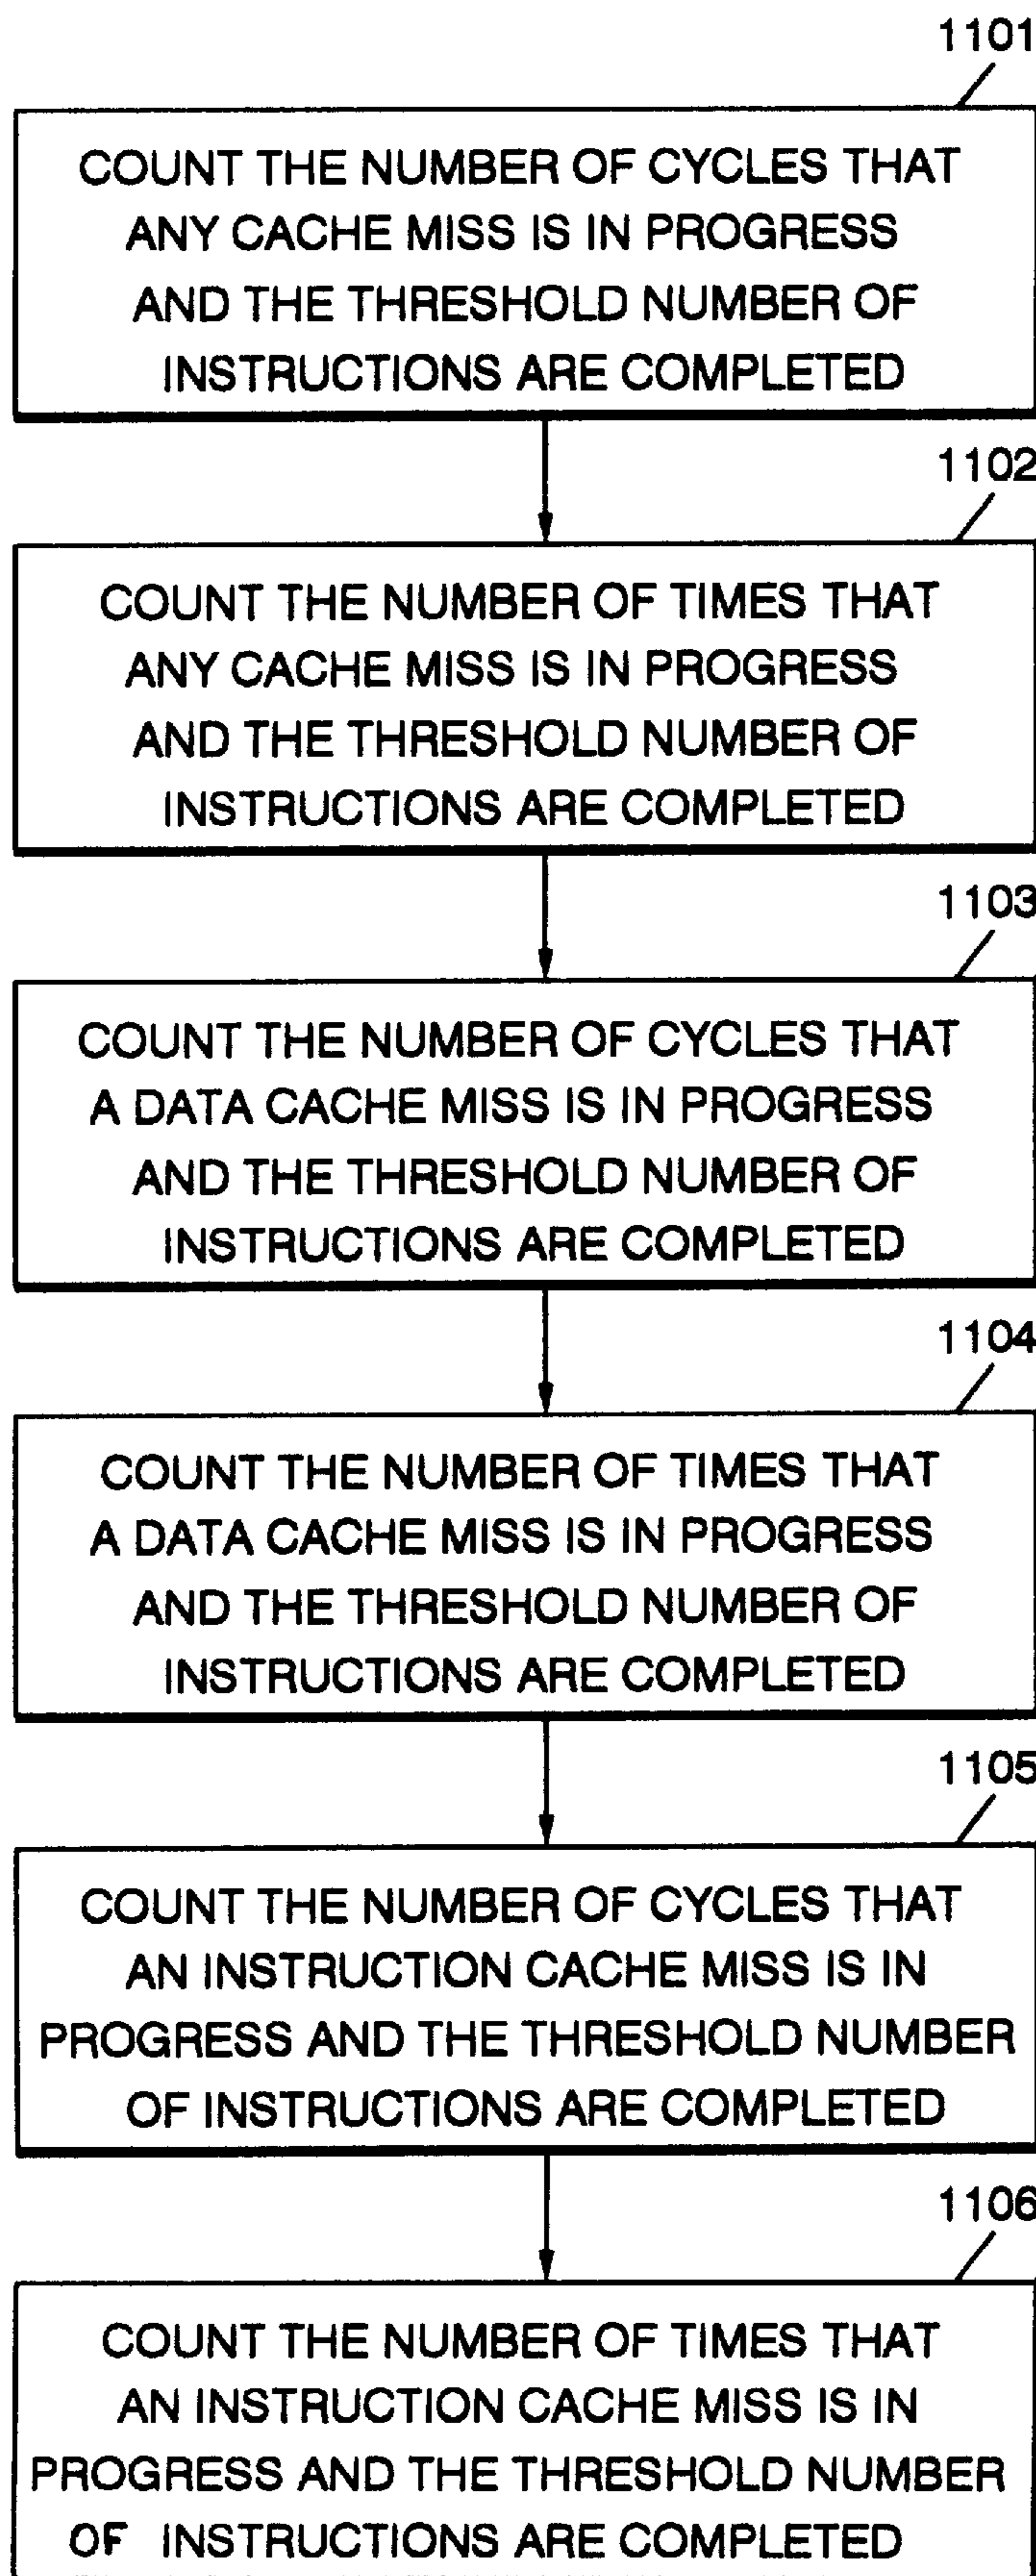 1101
COUNT THE NUMBER OF CYCLES THAT
ANY CACHE MISS IS IN PROGRESS
AND THE THRESHOLD NUMBER OF
INSTRUCTIONS ARE COMPLETED
1102
COUNT THE NUMBER OF TIMES THAT
ANY CACHE MISS IS IN PROGRESS
AND THE THRESHOLD NUMBER OF
INSTRUCTIONS ARE COMPLETED
1103
COUNT THE NUMBER OF CYCLES THAT
A DATA CACHE MISS IS IN PROGRESS
AND THE THRESHOLD NUMBER OF
INSTRUCTIONS ARE COMPLETED
1104
COUNT THE NUMBER OF TIMES THAT
A DATA CACHE MISS IS IN PROGRESS
AND THE THRESHOLD NUMBER OF
INSTRUCTIONS ARE COMPLETED
1105
COUNT THE NUMBER OF CYCLES THAT
AN INSTRUCTION CACHE MISS IS IN
PROGRESS AND THE THRESHOLD NUMBER
OF INSTRUCTIONS ARE COMPLETED
1106
COUNT THE NUMBER OF TIMES THAT
AN INSTRUCTION CACHE MISS IS IN
PROGRESS AND THE THRESHOLD NUMBER
OF INSTRUCTIONS ARE COMPLETED